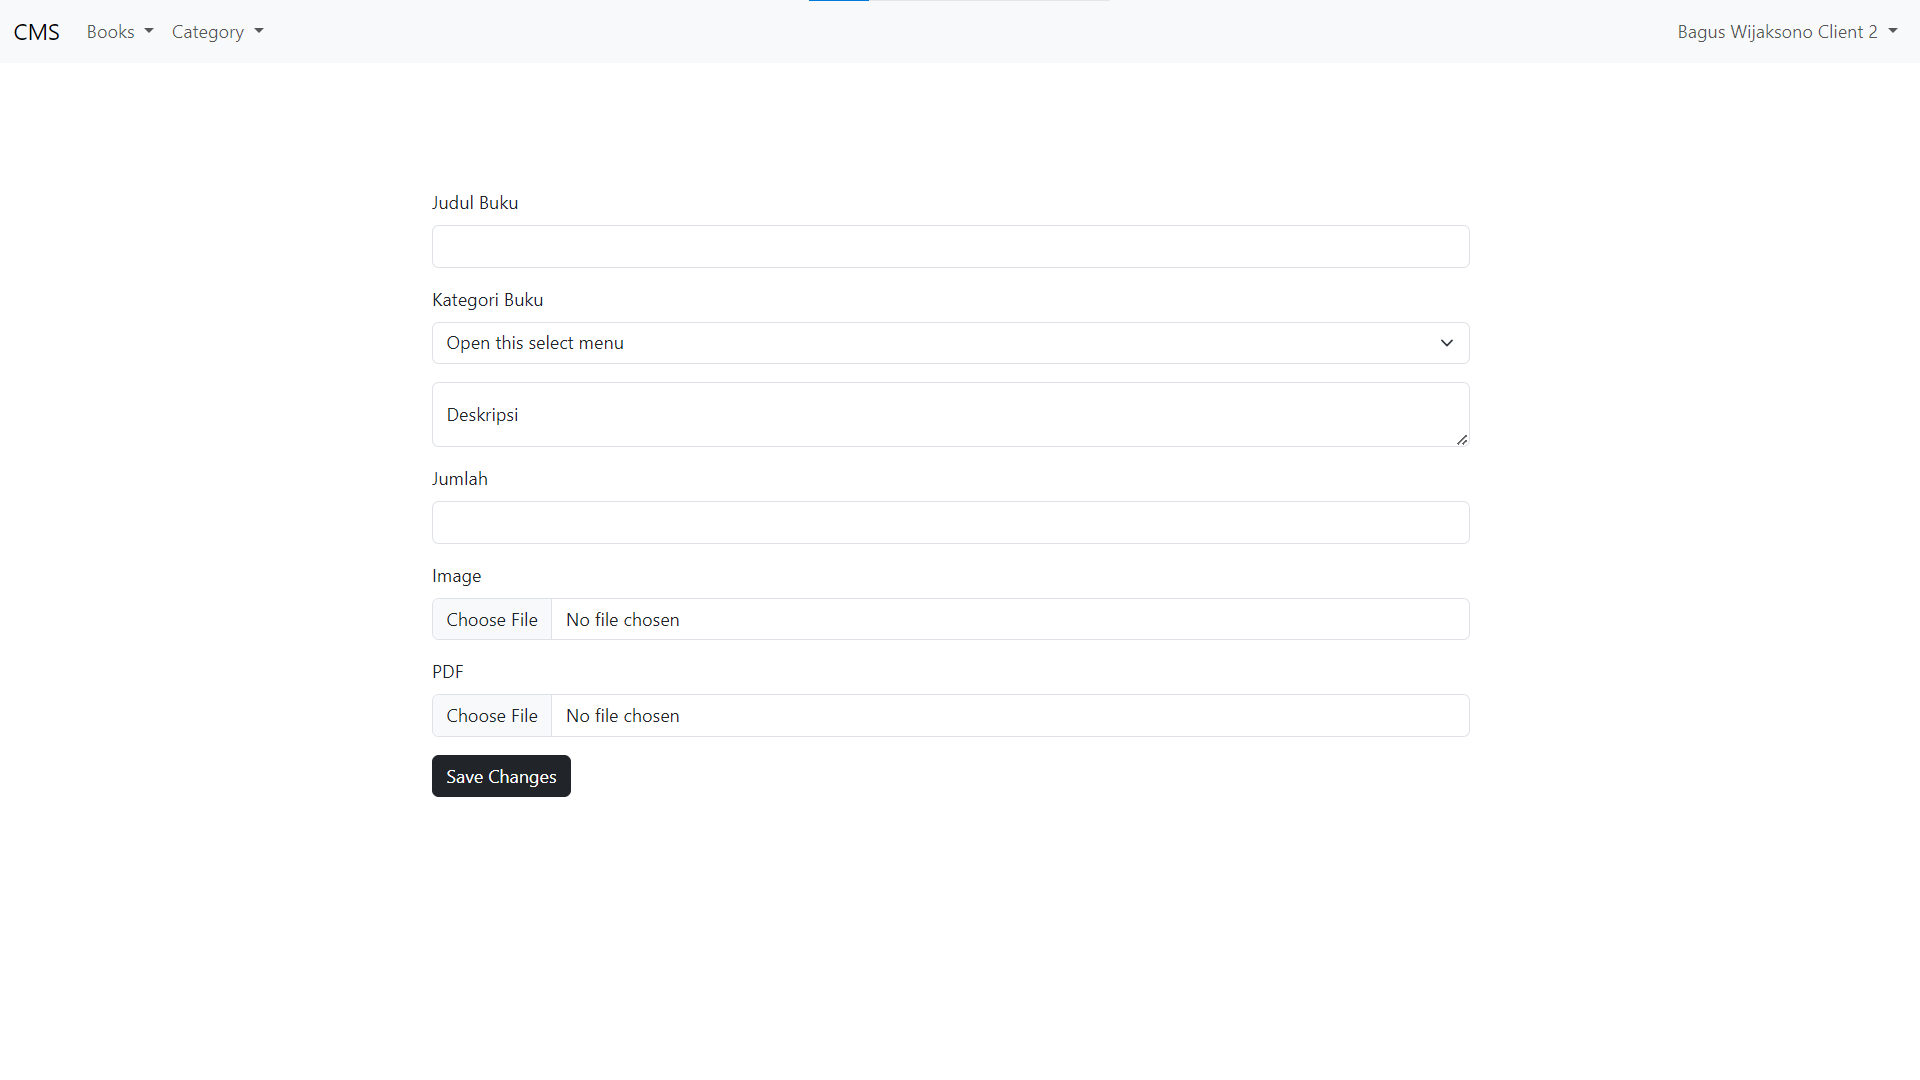 CMS Books Category Bagus Wijaksono Client 2
Judul Buku
Kategori Buku
Open this select menu
Deskripsi
Jumlah
Image
Choose File No file chosen
PDF
Choose File No file chosen
Save Changes